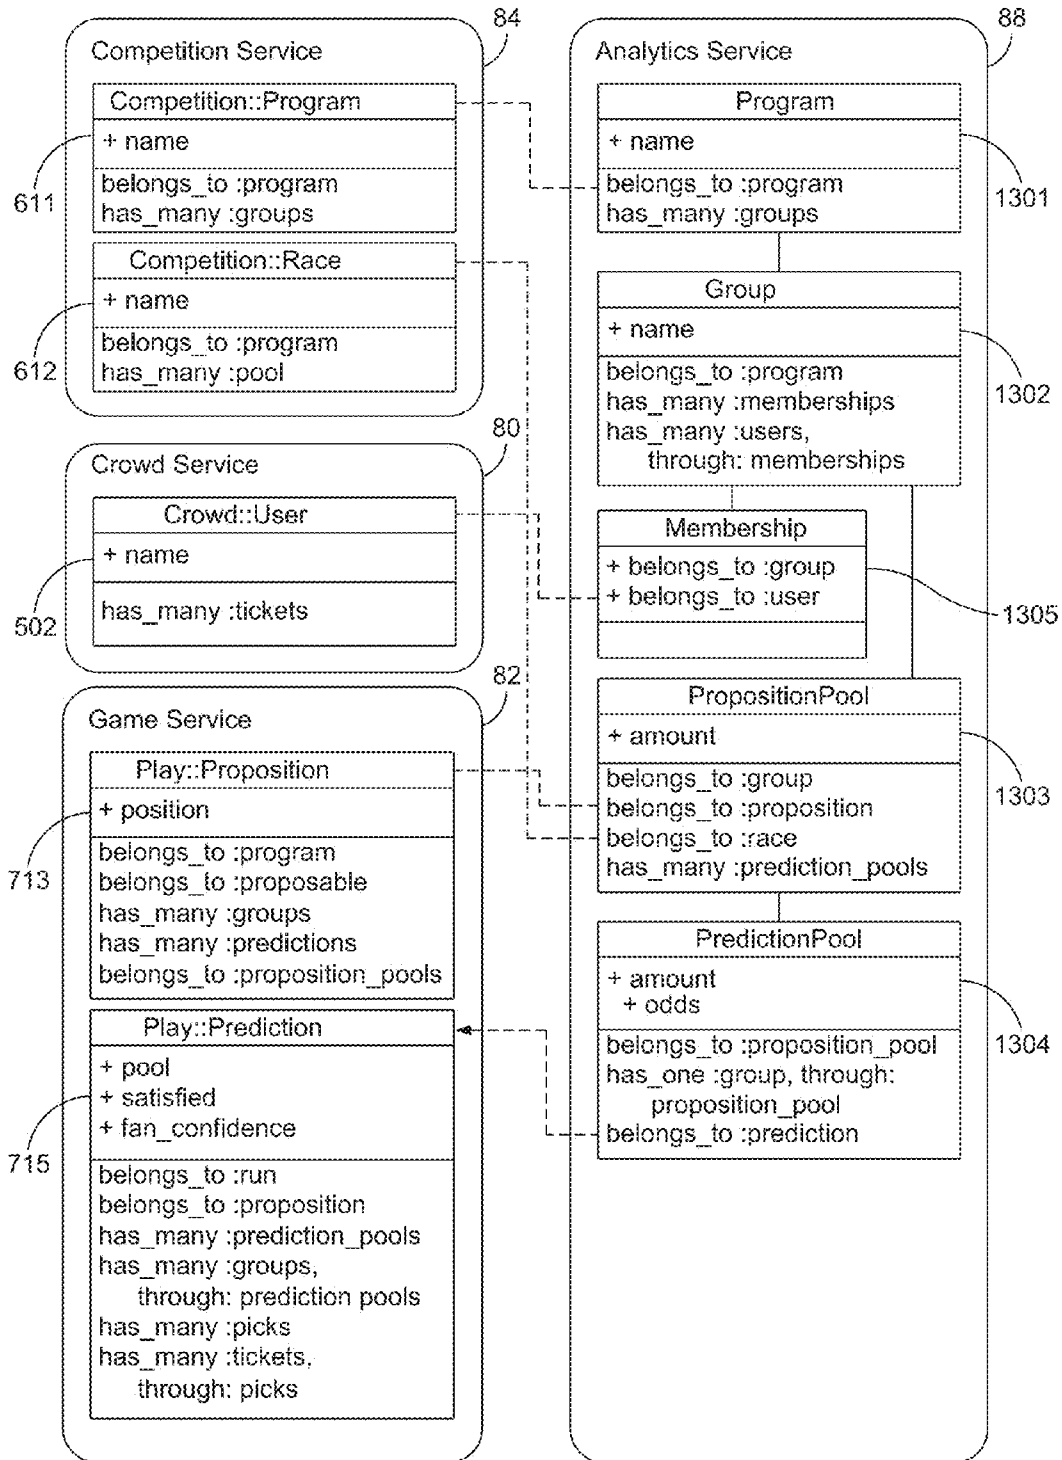 84
Competition Service
Competition::Program
+ name
belongs_to :program
has_many :groups
611
Competition::Race
+ name
belongs_to :program
has_many :pool
612
80
Crowd Service
Crowd::User
+ name
has_many :tickets
502
82
Game Service
Play::Proposition
+ position
belongs_to :program
belongs_to :proposable
has_many :groups
has_many :predictions
belongs_to :proposition_pools
713
Play::Prediction
+ pool
+ satisfied
+ fan_confidence
belongs_to :run
belongs_to :proposition
has_many :prediction_pools
has_many :groups,
through: prediction pools
has_many :picks
has_many :tickets,
through: picks
715
88
Analytics Service
Program
+ name
belongs_to :program
has_many :groups
1301
Group
+ name
belongs_to :program
has_many :memberships
has_many :users,
through: memberships
1302
Membership
+ belongs_to :group
+ belongs_to :user
1305
PropositionPool
+ amount
belongs_to :group
belongs_to :proposition
belongs_to :race
has_many :prediction_pools
1303
PredictionPool
+ amount
+ odds
belongs_to :proposition_pool
has_one :group, through:
proposition_pool
belongs_to :prediction
1304